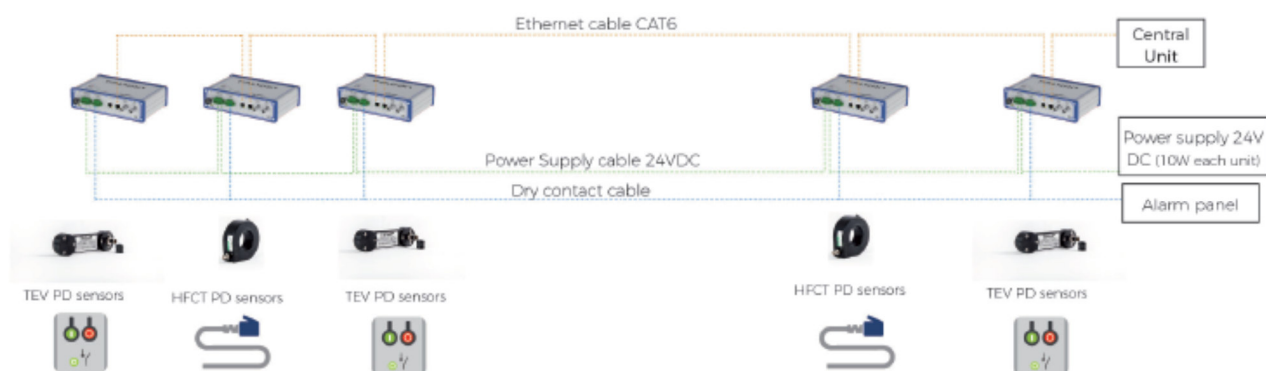 Ethernet cable CAT6
Central
Unit
Power supply 24V
DC (10W each unit)
Power Supply cable 24VDC
Dry contact cable
Alarm panel
TEV PD sensors
HFCT PD sensors
TEV PD sensors
HFCT PD sensors
TEV PD sensors